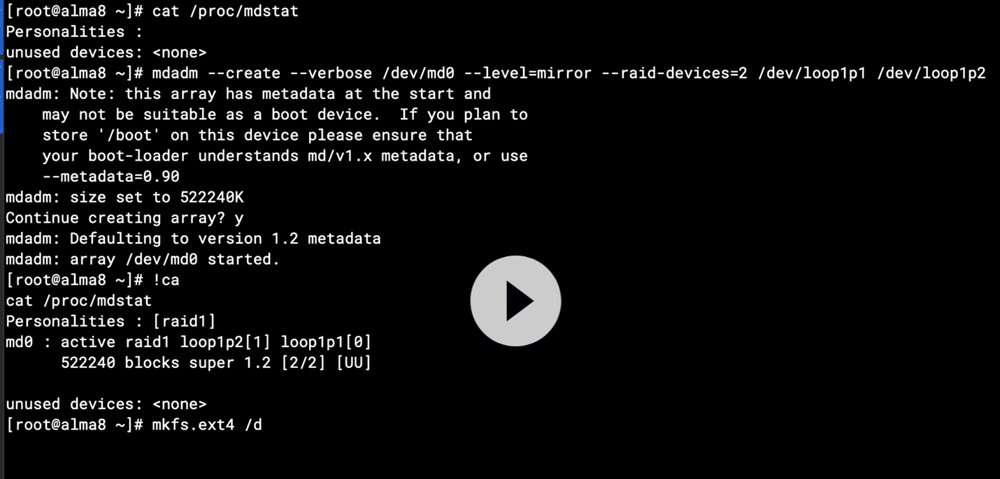 [root@alma8 ~]# cat /proc/mdstat
Personalities :
unused devices: <none>
[root@alma8 ~]# mdadm --create --verbose /dev/md0 --level=mirror --raid-devices=2 /dev/loop1p1 /dev/loop1p2
mdadm: Note: this array has metadata at the start and
    may not be suitable as a boot device.  If you plan to
    store '/boot' on this device please ensure that
    your boot-loader understands md/v1.x metadata, or use
    --metadata=0.90
mdadm: size set to 522240K
Continue creating array? y
mdadm: Defaulting to version 1.2 metadata
mdadm: array /dev/md0 started.
[root@alma8 ~]# !ca
cat /proc/mdstat
Personalities : [raid1]
md0 : active raid1 loop1p2[1] loop1p1[0]
      522240 blocks super 1.2 [2/2] [UU]

unused devices: <none>
[root@alma8 ~]# mkfs.ext4 /d